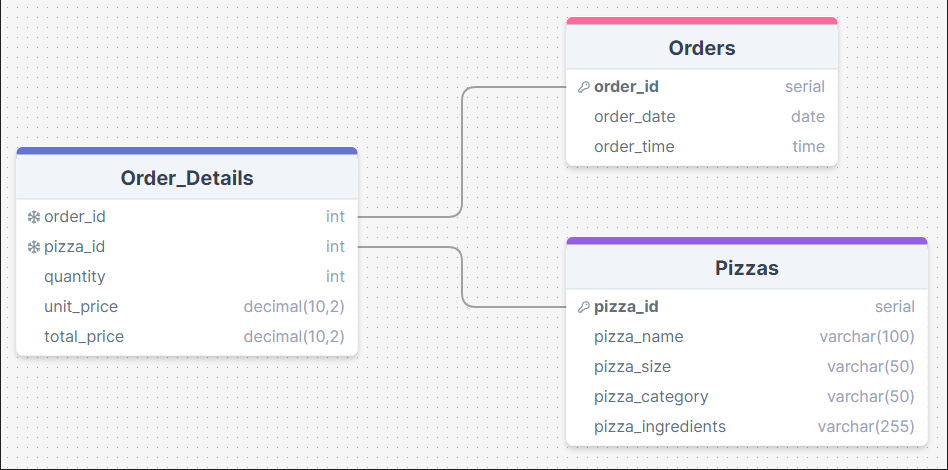 Orders
order_id serial
order_date date
order_time time
Order_Details
order_id int
pizza_id int
quantity int
unit_price decimal(10,2)
total_price decimal(10,2)
Pizzas
pizza_id serial
pizza_name varchar(100)
pizza_size varchar(50)
pizza_category varchar(50)
pizza_ingredients varchar(255)